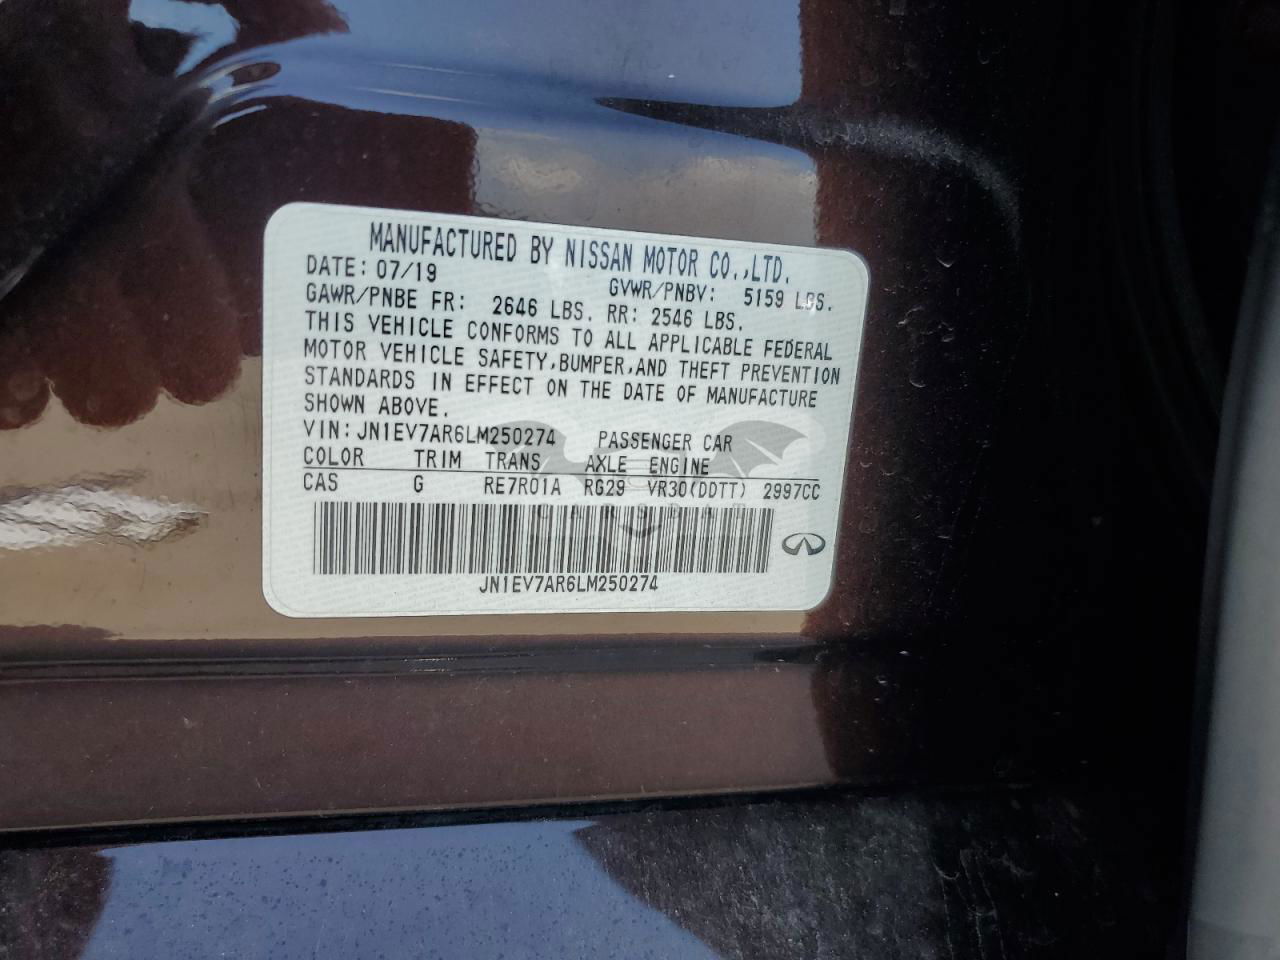 MANUFACTURED BY NISSAN MOTOR CO.,LTD.
DATE: 07/19 GVWR/PNBV: 5159 LBS.
GAWR/PNBE FR: 2646 LBS. RR: 2546 LBS.
THIS VEHICLE CONFORMS TO ALL APPLICABLE FEDERAL
MOTOR VEHICLE SAFETY,BUMPER,AND THEFT PREVENTION
STANDARDS IN EFFECT ON THE DATE OF MANUFACTURE
SHOWN ABOVE.
VIN: JN1EV7AR6LM250274 PASSENGER CAR
COLOR TRIM TRANS AXLE ENGINE
CAS G RE7R01A RG29 VR30(DDTT) 2997CC
JN1EV7AR6LM250274